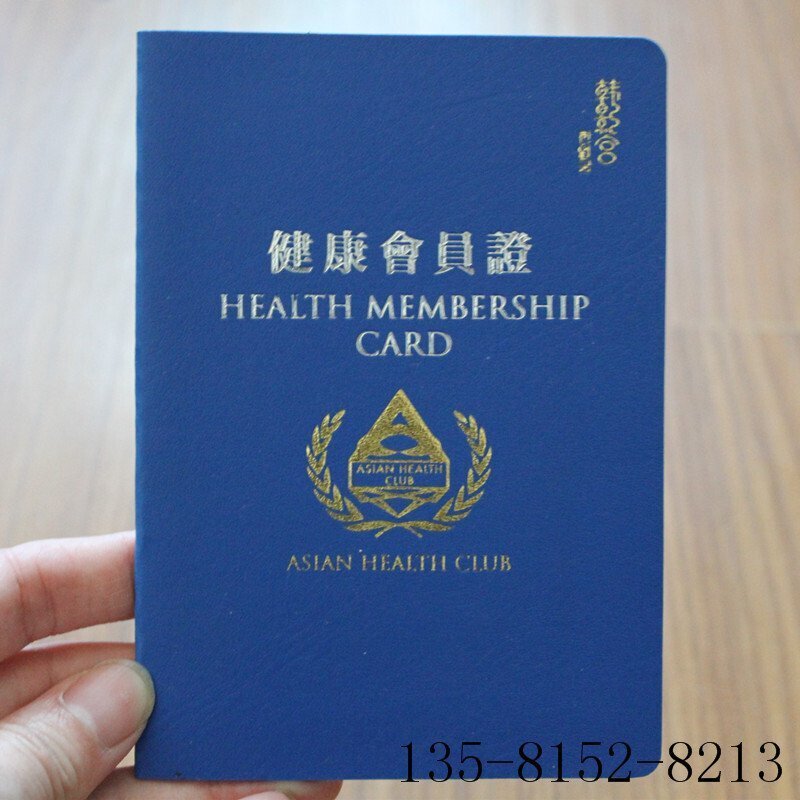 健康會員證
HEALTH MEMBERSHIP
CARD
ASIAN HEALTH
CLUB
ASIAN HEALTH CLUB
135-8152-8213